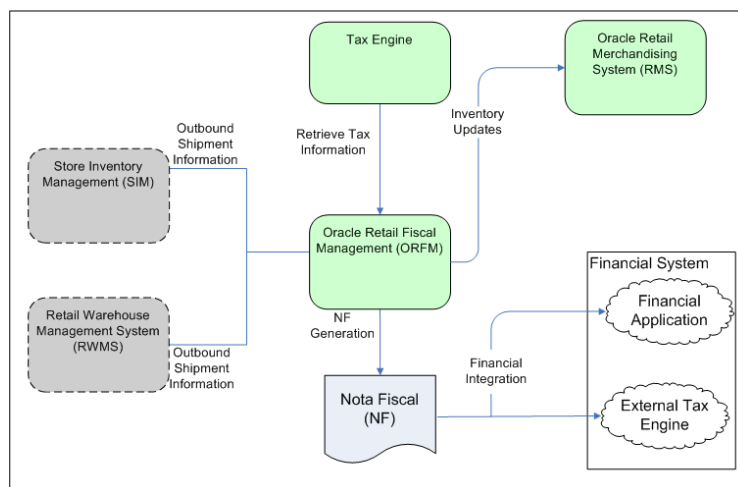 Tax Engine
Oracle Retail
Merchandising
System (RMS)
Outbound
Shipment
Information
Retrieve Tax
Information
Inventory
Updates
Store Inventory
Management (SIM)
Oracle Retail Fiscal
Management (ORFM)
Financial System
Financial
Application
Retail Warehouse
Management System
(RWMS)
NF
Generation
Outbound
Shipment
Information
Financial
Integration
Nota Fiscal
(NF)
External Tax
Engine